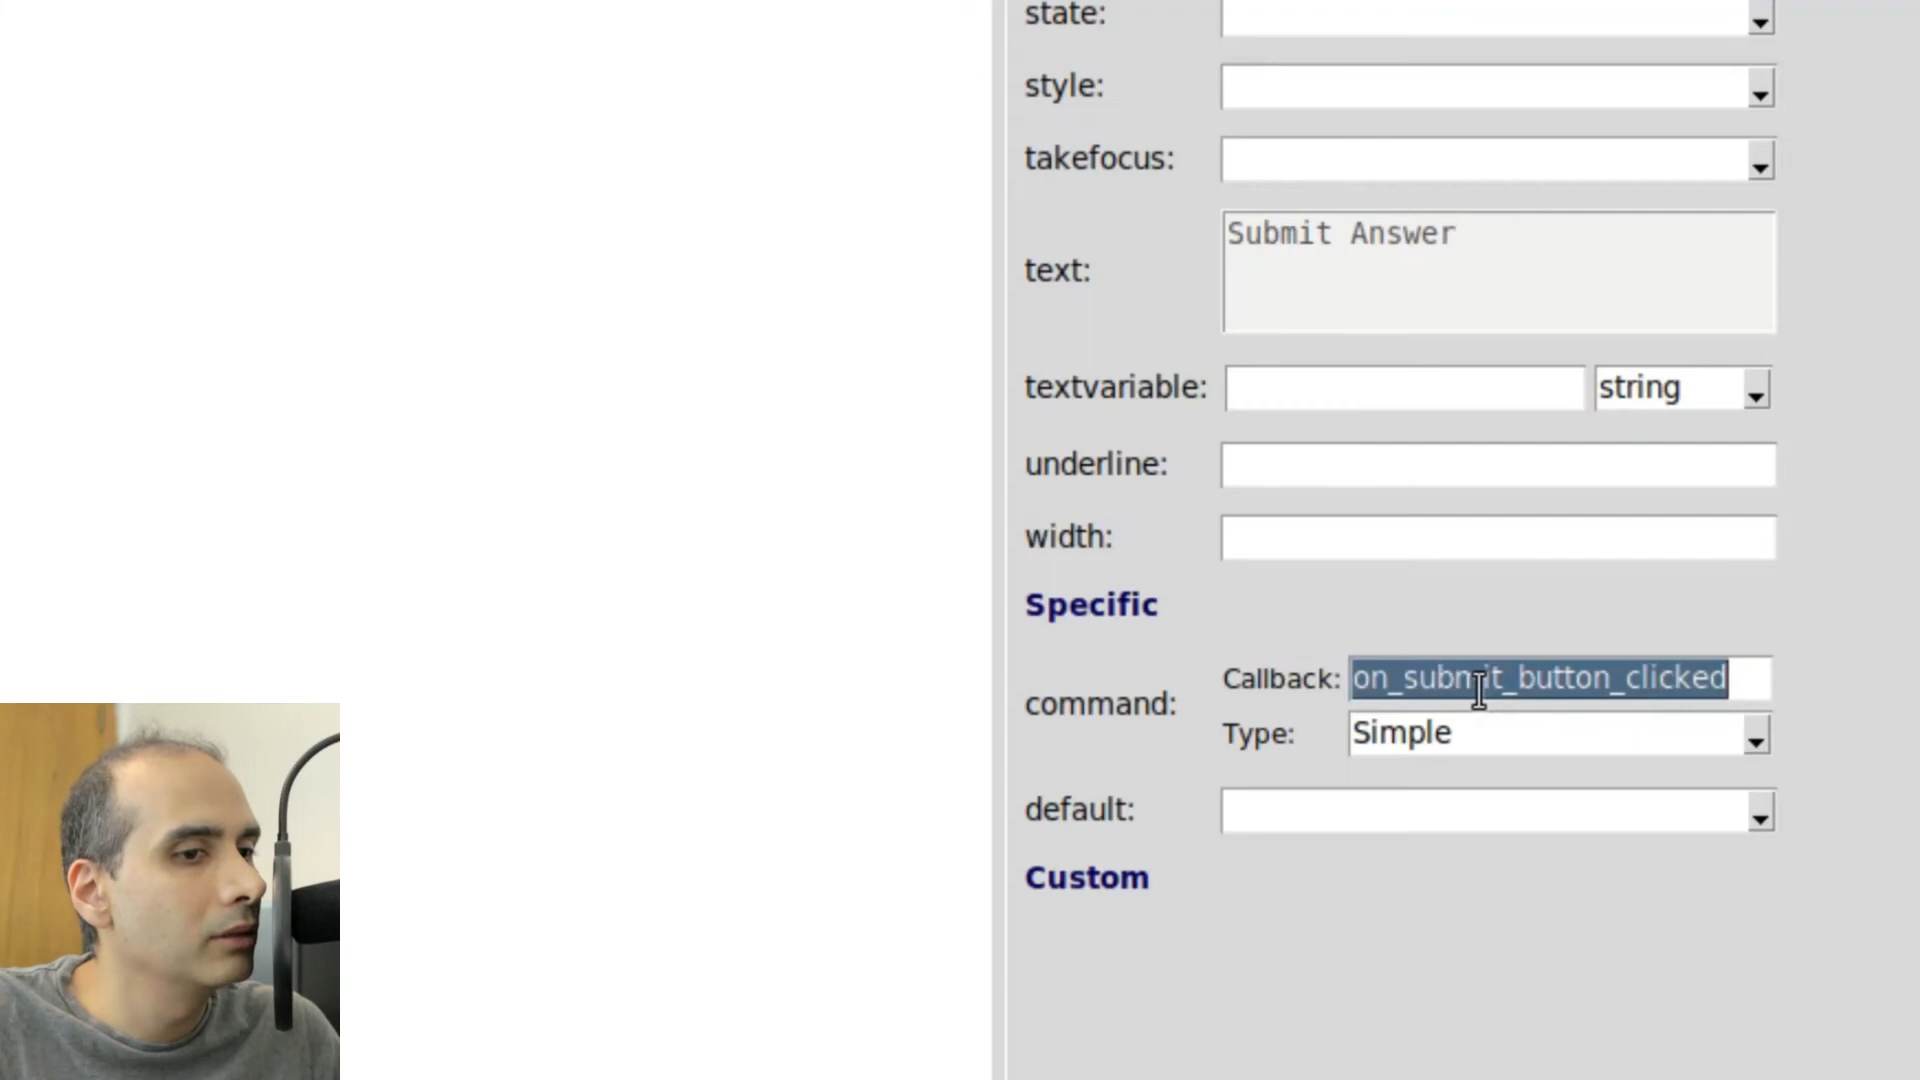 state:
style:
takefocus:
text:
Submit Answer
textvariable:
string
underline:
width:
Specific
command:
Callback: on_submit_button_clicked
Type: Simple
default:
Custom